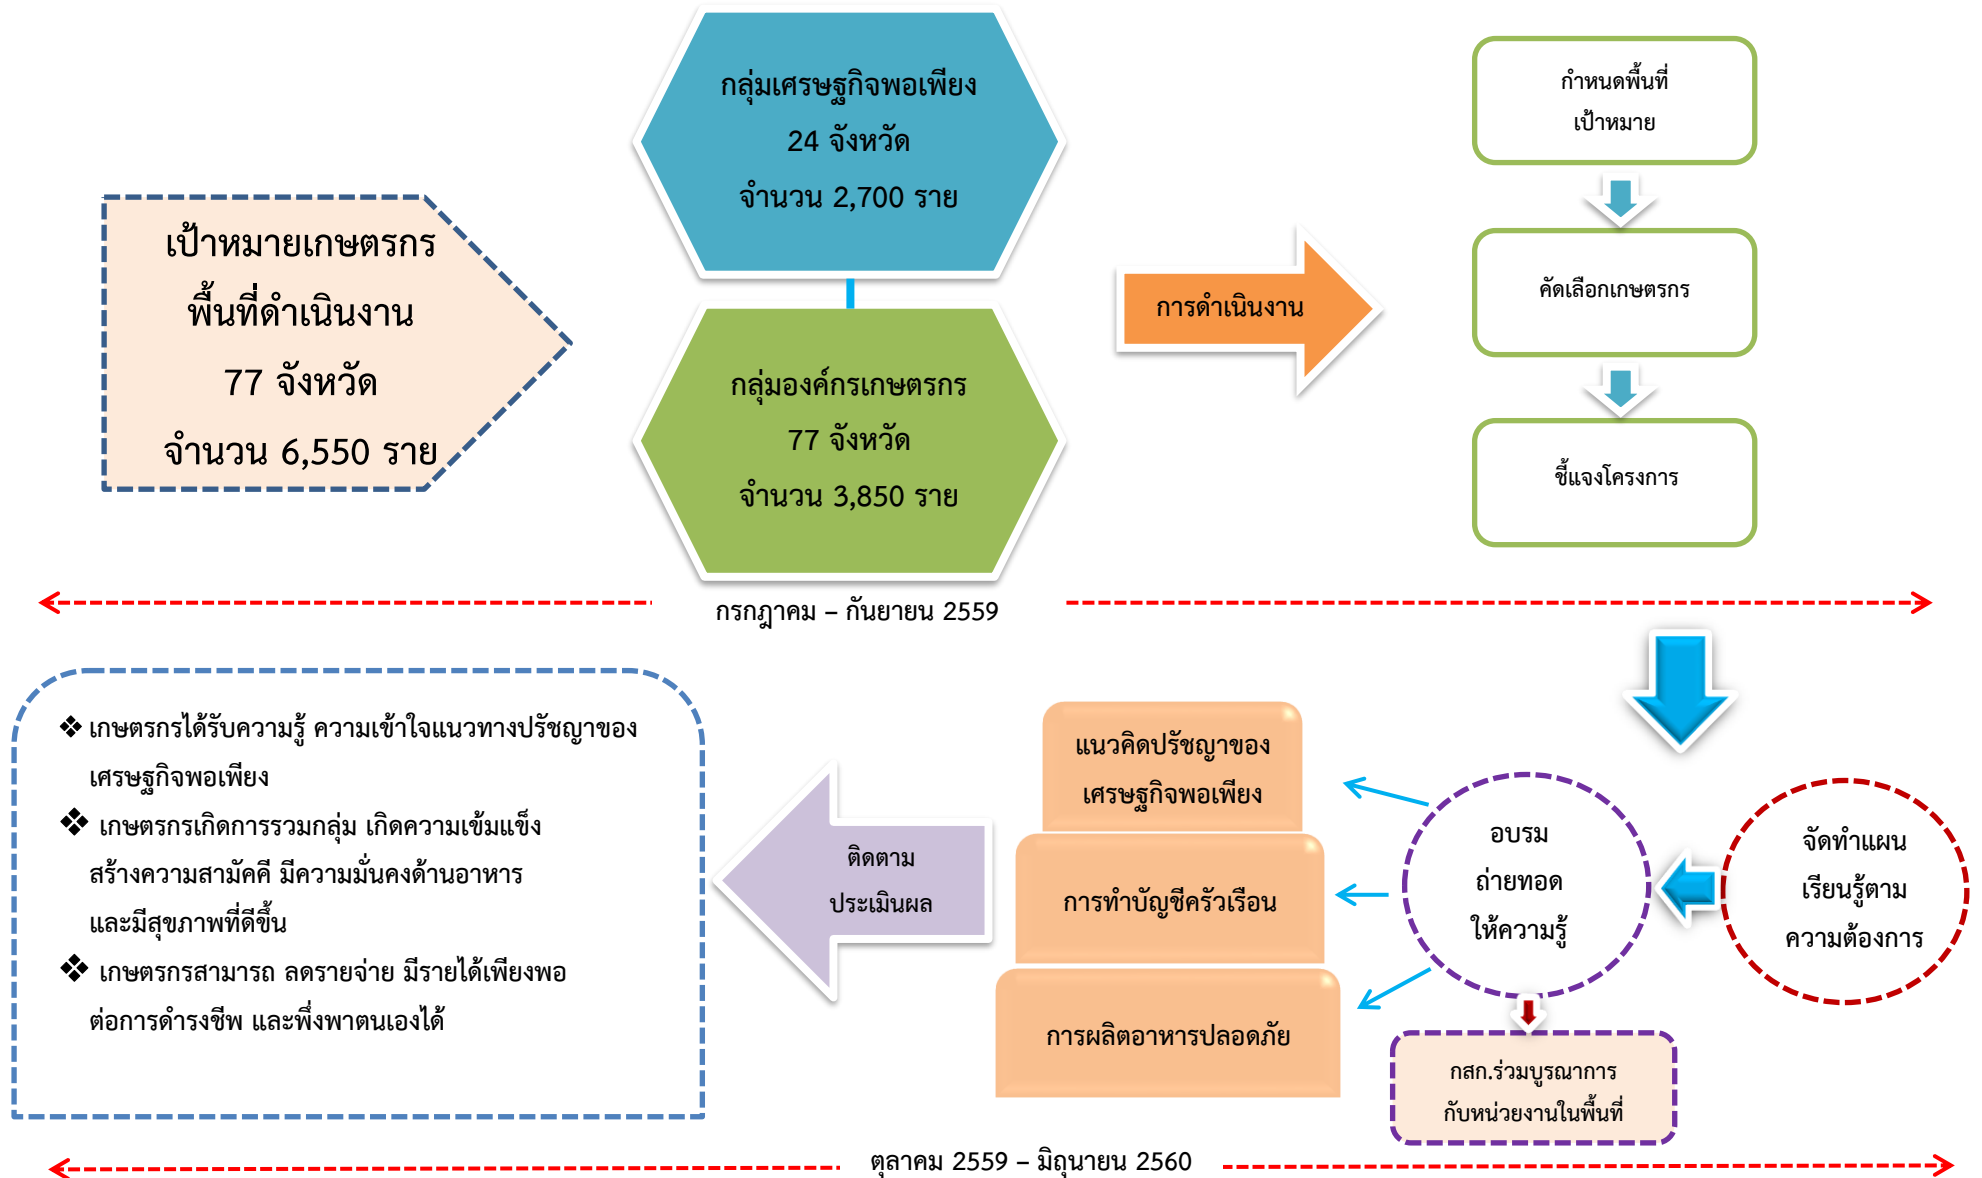 เป้าหมายเกษตรกร
พื้นที่ดำเนินงาน
77 จังหวัด
จำนวน 6,550 ราย
กลุ่มเศรษฐกิจพอเพียง
24 จังหวัด
จำนวน 2,700 ราย
กลุ่มองค์กรเกษตรกร
77 จังหวัด
จำนวน 3,850 ราย
การดำเนินงาน
กำหนดพื้นที่
เป้าหมาย
คัดเลือกเกษตรกร
ชี้แจงโครงการ
กรกฎาคม – กันยายน 2559
จัดทำแผน
เรียนรู้ตาม
ความต้องการ
อบรม
ถ่ายทอด
ให้ความรู้
กสก.ร่วมบูรณาการ
กับหน่วยงานในพื้นที่
แนวคิดปรัชญาของ
เศรษฐกิจพอเพียง
การทำบัญชีครัวเรือน
การผลิตอาหารปลอดภัย
ติดตาม
ประเมินผล
❖ เกษตรกรได้รับความรู้ ความเข้าใจแนวทางปรัชญาของ
เศรษฐกิจพอเพียง
❖ เกษตรกรเกิดการรวมกลุ่ม เกิดความเข้มแข็ง
สร้างความสามัคคี มีความมั่นคงด้านอาหาร
และมีสุขภาพที่ดีขึ้น
❖ เกษตรกรสามารถ ลดรายจ่าย มีรายได้เพียงพอ
ต่อการดำรงชีพ และพึ่งพาตนเองได้
ตุลาคม 2559 – มิถุนายน 2560